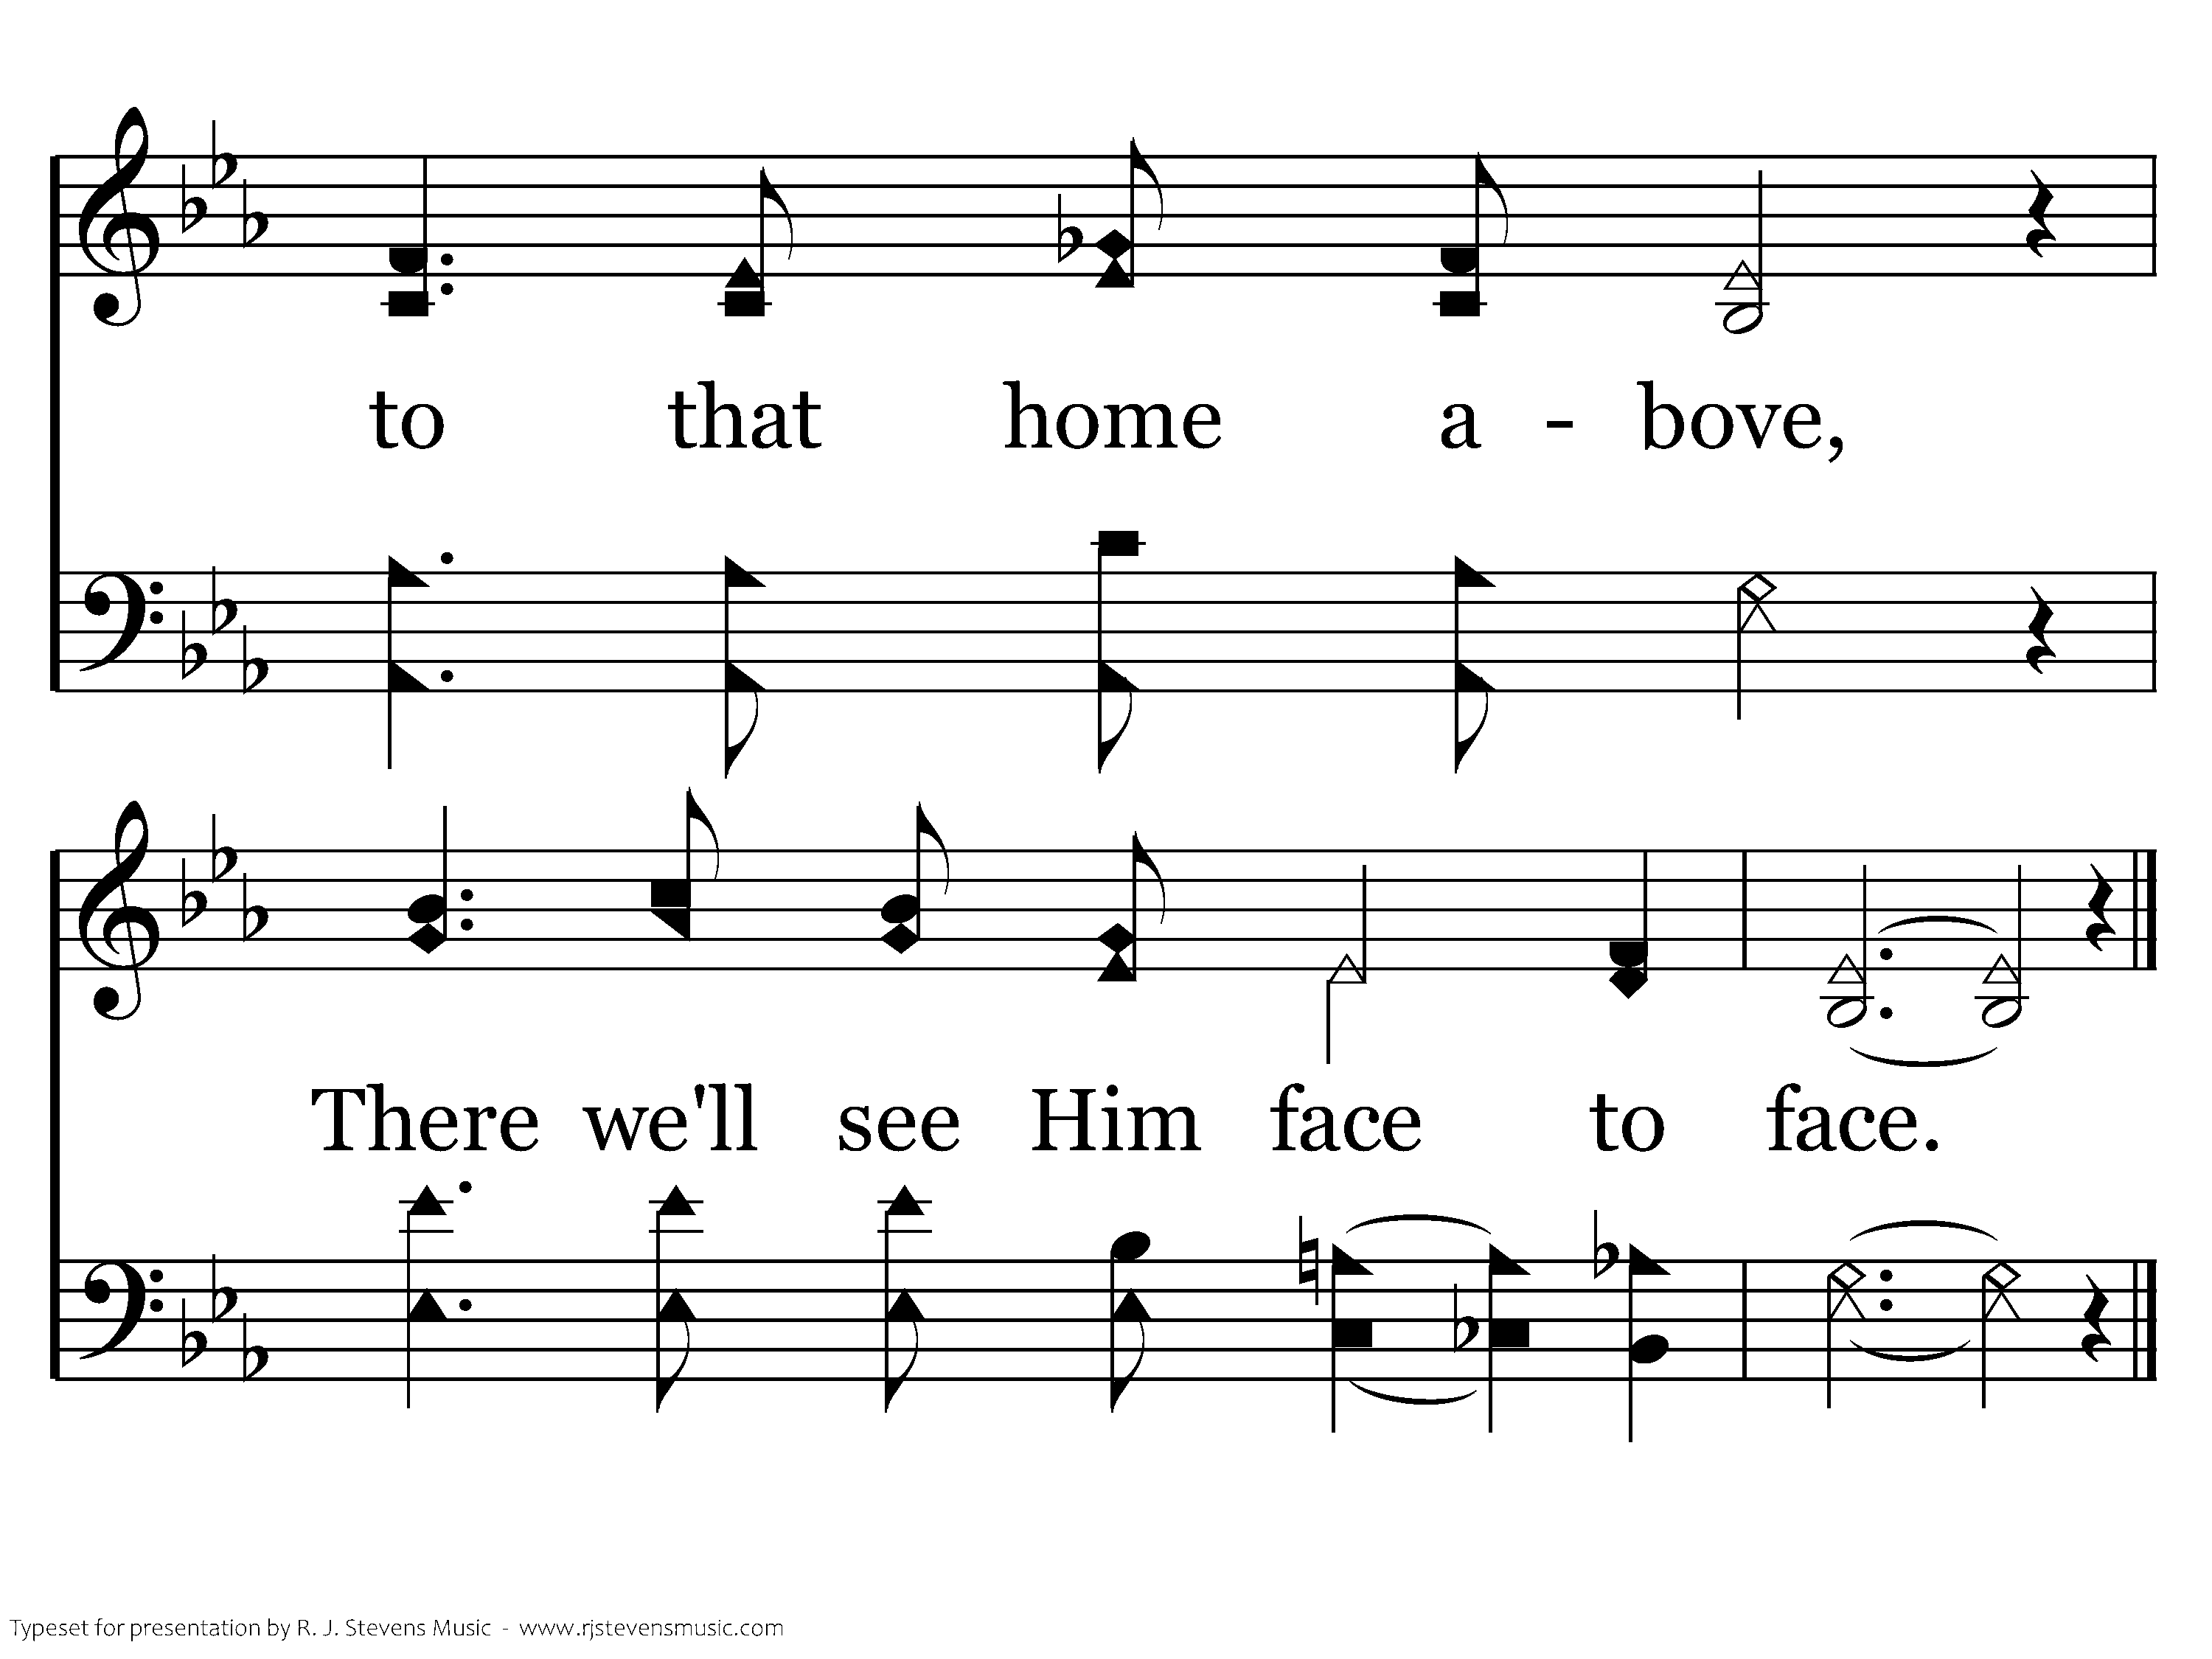 to that home a - bove,
There we'll see Him face to face.
Typeset for presentation by R. J. Stevens Music - www.rjstevensmusic.com